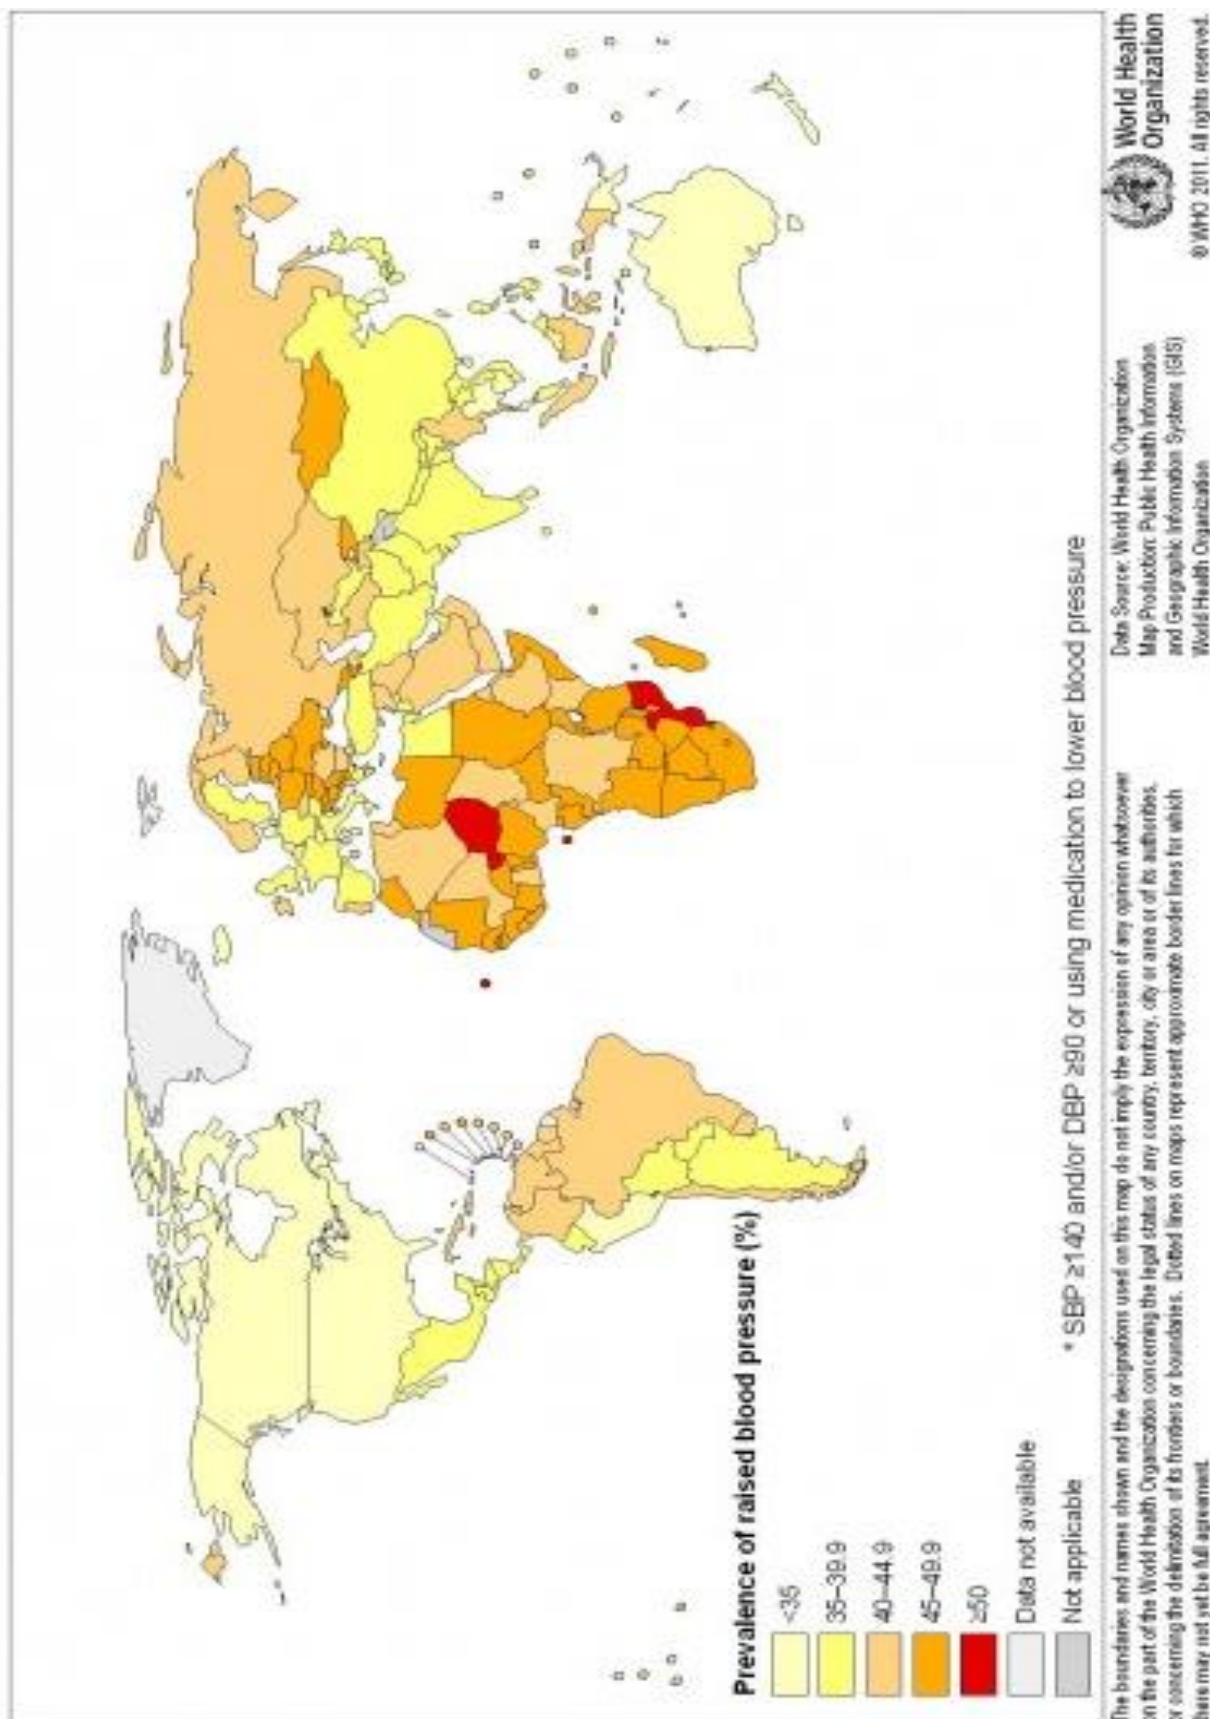 Prevalence of raised blood pressure (%)
<35
35–39.9
40–44.9
45–49.9
≥50
Data not available
Not applicable
* SBP ≥140 and/or DBP ≥90 or using medication to lower blood pressure
The boundaries and names shown and the designations used on this map do not imply the expression of any opinion whatsoever
on the part of the World Health Organization concerning the legal status of any country, territory, city or area or of its authorities,
or concerning the delimitation of its frontiers or boundaries. Dotted lines on maps represent approximate border lines for which
there may not yet be full agreement.
Data Source: World Health Organization
Map Production: Public Health Information
and Geographic Information Systems (GIS)
World Health Organization
World Health
Organization
© WHO 2011. All rights reserved.